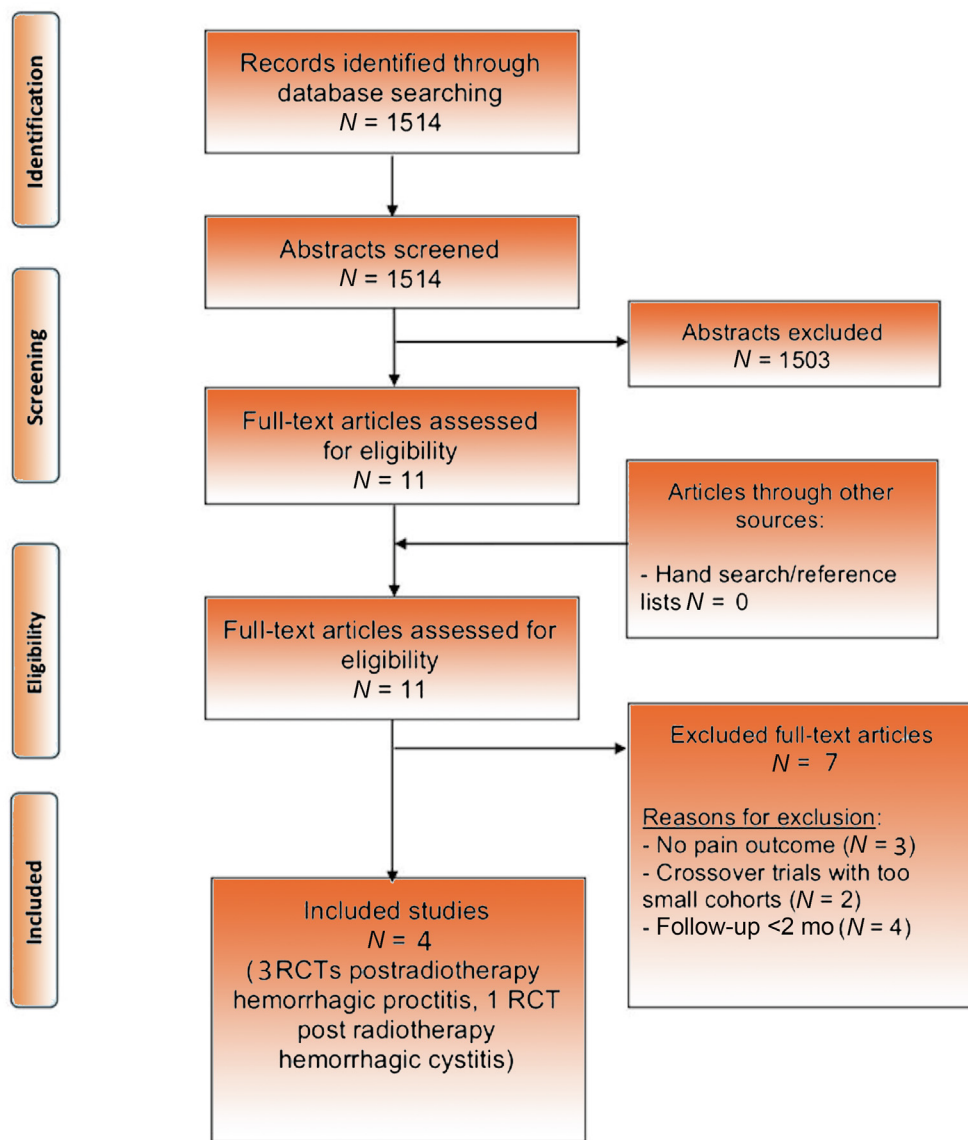 Identification
Records identified through
database searching
N = 1514
Abstracts screened
N = 1514
Screening
Abstracts excluded
N = 1503
Full-text articles assessed
for eligibility
N = 11
Articles through other
sources:
- Hand search/reference
lists N = 0
Eligibility
Full-text articles assessed for
eligibility
N = 11
Excluded full-text articles
N = 7
Reasons for exclusion:
- No pain outcome (N = 3)
- Crossover trials with too
small cohorts (N = 2)
- Follow-up <2 mo (N = 4)
Included
Included studies
N = 4
(3RCTs postradiotherapy
hemorrhagic proctitis, 1 RCT
post radiotherapy
hemorrhagic cystitis)